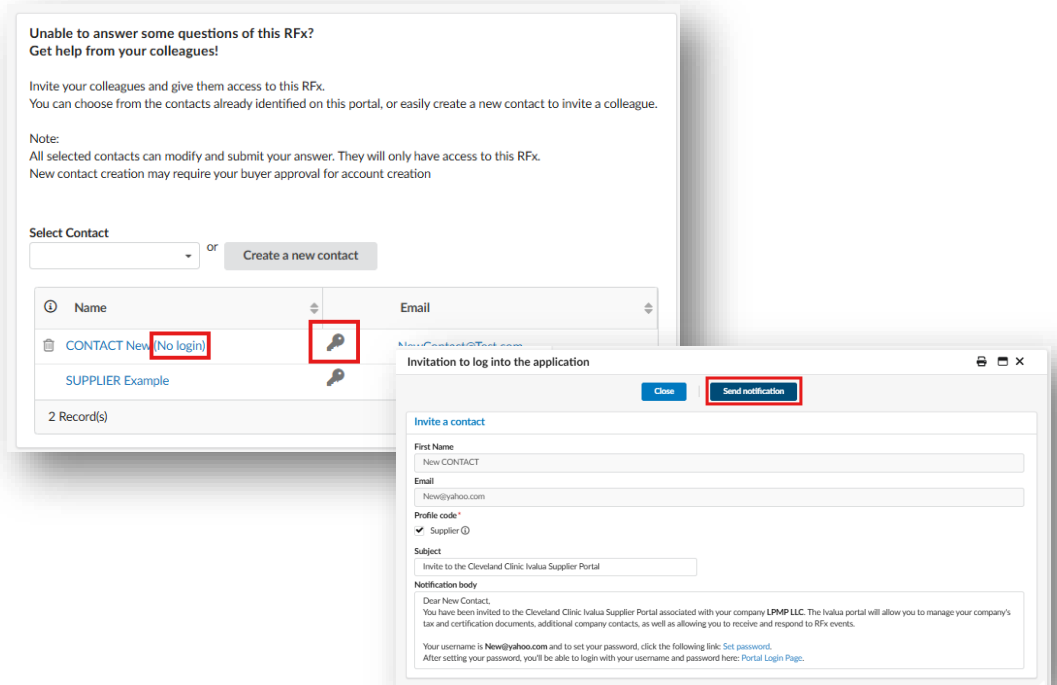 Unable to answer some questions of this RFx?
Get help from your colleagues!
Invite your colleagues and give them access to this RFx.
You can choose from the contacts already identified on this portal, or easily create a new contact to invite a colleague.
Note:
All selected contacts can modify and submit your answer. They will only have access to this RFx.
New contact creation may require your buyer approval for account creation
Select Contact
or Create a new contact
Name Email
CONTACT New (No login) NewContact@Test.com
SUPPLIER Example
2 Record(s)
Invitation to log into the application
Close Send notification
Invite a contact
First Name
New CONTACT
Email
New@yahoo.com
Profile code*
Supplier
Subject
Invite to the Cleveland Clinic Ivalua Supplier Portal
Notification body
Dear New Contact,
You have been invited to the Cleveland Clinic Ivalua Supplier Portal associated with your company LPMP LLC. The Ivalua portal will allow you to manage your company's
tax and certification documents, additional company contacts, as well as allowing you to receive and respond to RFx events.
Your username is New@yahoo.com and to set your password, click the following link: Set password.
After setting your password, you'll be able to login with your username and password here: Portal Login Page.